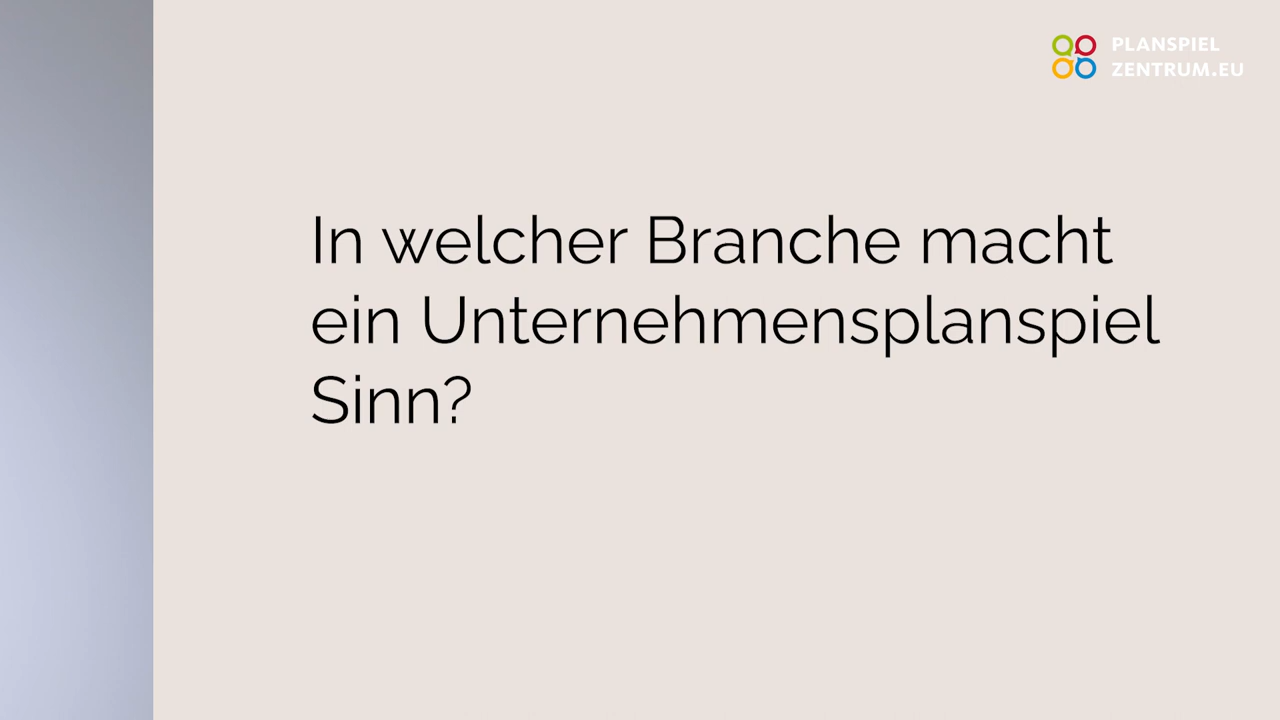 PLANSPIEL
ZENTRUM.EU
In welcher Branche macht
ein Unternehmensplanspiel
Sinn?